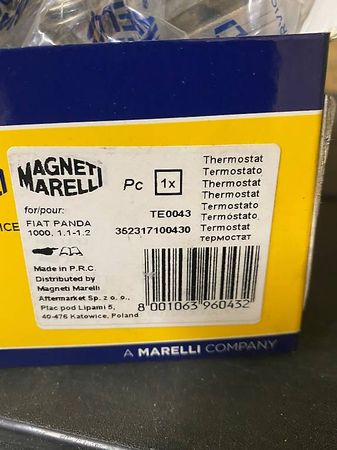 MAGNETI
MARELLI
Pc 1x
for/pour:
FIAT PANDA
1000, 1.1-1.2
TE0043
352317100430
Thermostat
Termostato
Thermostat
Thermostat
Termostato
Termostato
Termostat
термостат
Made in P.R.C.
Distributed by
Magneti Marelli
Aftermarket Sp. z o. o.,
Plac pod Lipami 5,
40-476 Katowice, Poland
8 001063 960432
A MARELLI COMPANY